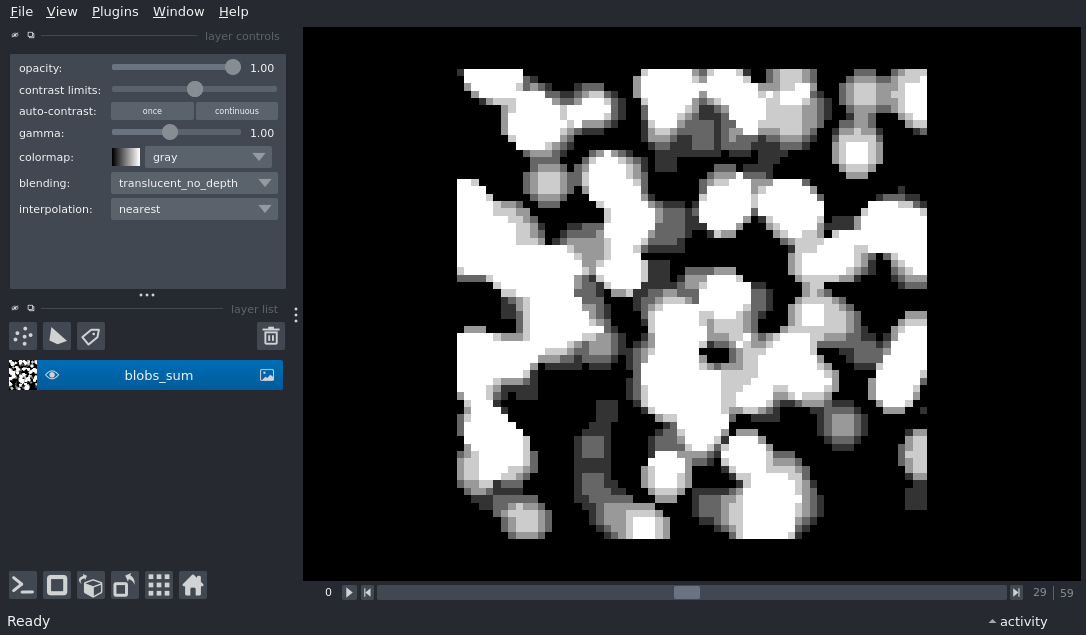 File View Plugins Window Help
layer controls
opacity: 1.00
contrast limits:
auto-contrast: once continuous
gamma: 1.00
colormap: gray
blending: translucent_no_depth
interpolation: nearest
layer list
blobs_sum
0 29 59
Ready activity